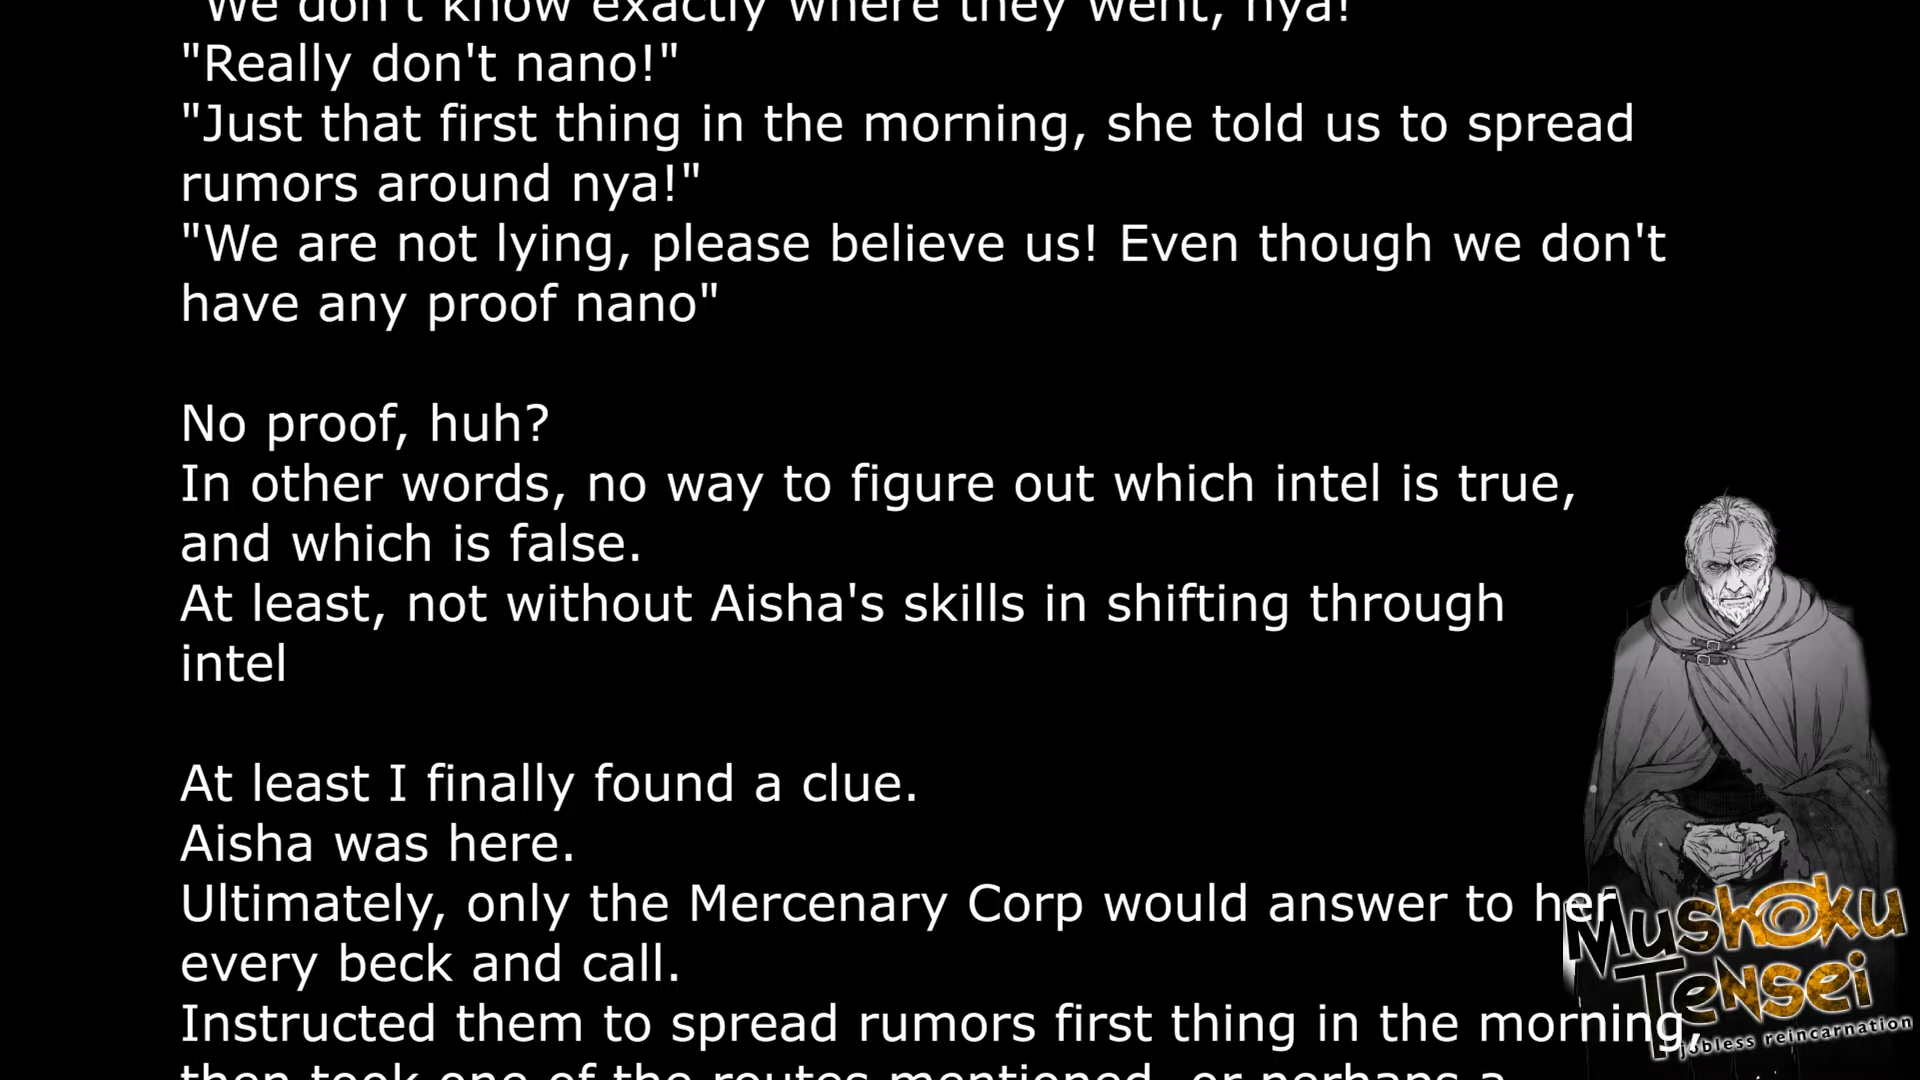 "We don't know exactly where they went, nya!
"Really don't nano!"
"Just that first thing in the morning, she told us to spread
rumors around nya!"
"We are not lying, please believe us! Even though we don't
have any proof nano"
No proof, huh?
In other words, no way to figure out which intel is true,
and which is false.
At least, not without Aisha's skills in shifting through
intel
At least I finally found a clue.
Aisha was here.
Ultimately, only the Mercenary Corp would answer to her
every beck and call.
Instructed them to spread rumors first thing in the morning,
then took one of the routes mentioned, or perhaps a
Mushoku
Tensei
jobless reincarnation